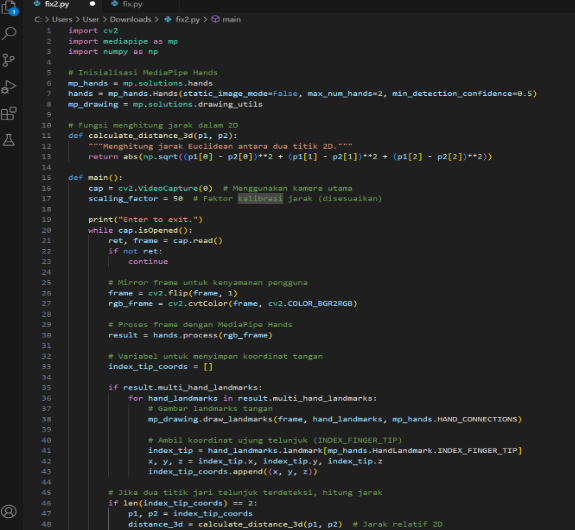 fix2.py
fix.py
C: > Users > User > Downloads > fix2.py > main
1 import cv2
2 import mediapipe as mp
3 import numpy as np
4
5 # Inisialisasi MediaPipe Hands
6 mp_hands = mp.solutions.hands
7 hands = mp_hands.Hands(static_image_mode=False, max_num_hands=2, min_detection_confidence=0.5)
8 mp_drawing = mp.solutions.drawing_utils
9
10 # Fungsi menghitung jarak dalam 2D
11 def calculate_distance_3d(p1, p2):
12 """Menghitung jarak Euclidean antara dua titik 2D."""
13 return abs(np.sqrt((p1[0] - p2[0])**2 + (p1[1] - p2[1])**2 + (p1[2] - p2[2])**2))
14
15 def main():
16 cap = cv2.VideoCapture(0) # Menggunakan kamera utama
17 scaling_factor = 50 # Faktor kalibrasi jarak (disesuaikan)
18
19 print("Enter to exit.")
20 while cap.isOpened():
21 ret, frame = cap.read()
22 if not ret:
23 continue
24
25 # Mirror frame untuk kenyamanan pengguna
26 frame = cv2.flip(frame, 1)
27 rgb_frame = cv2.cvtColor(frame, cv2.COLOR_BGR2RGB)
28
29 # Proses frame dengan MediaPipe Hands
30 result = hands.process(rgb_frame)
31
32 # Variabel untuk menyimpan koordinat tangan
33 index_tip_coords = []
34
35 if result.multi_hand_landmarks:
36 for hand_landmarks in result.multi_hand_landmarks:
37 # Gambar landmarks tangan
38 mp_drawing.draw_landmarks(frame, hand_landmarks, mp_hands.HAND_CONNECTIONS)
39
40 # Ambil koordinat ujung telunjuk (INDEX_FINGER_TIP)
41 index_tip = hand_landmarks.landmark[mp_hands.HandLandmark.INDEX_FINGER_TIP]
42 x, y, z = index_tip.x, index_tip.y, index_tip.z
43 index_tip_coords.append((x, y, z))
44
45 # Jika dua titik jari telunjuk terdeteksi, hitung jarak
46 if len(index_tip_coords) == 2:
47 p1, p2 = index_tip_coords
48 distance_3d = calculate_distance_3d(p1, p2) # Jarak relatif 2D